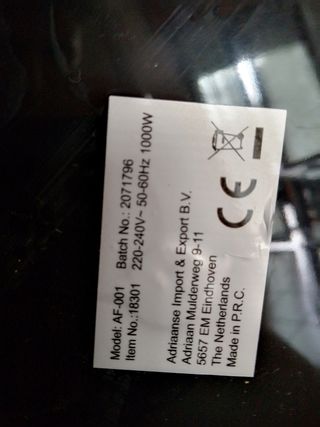 Model: AF-001 Batch No.: 2071796
Item No.:18301 220-240V~ 50-60Hz 1000W
Adriaanse Import & Export B.V.
Adriaan Mulderweg 9-11
5657 EM Eindhoven
The Netherlands
Made in P.R.C.
CE